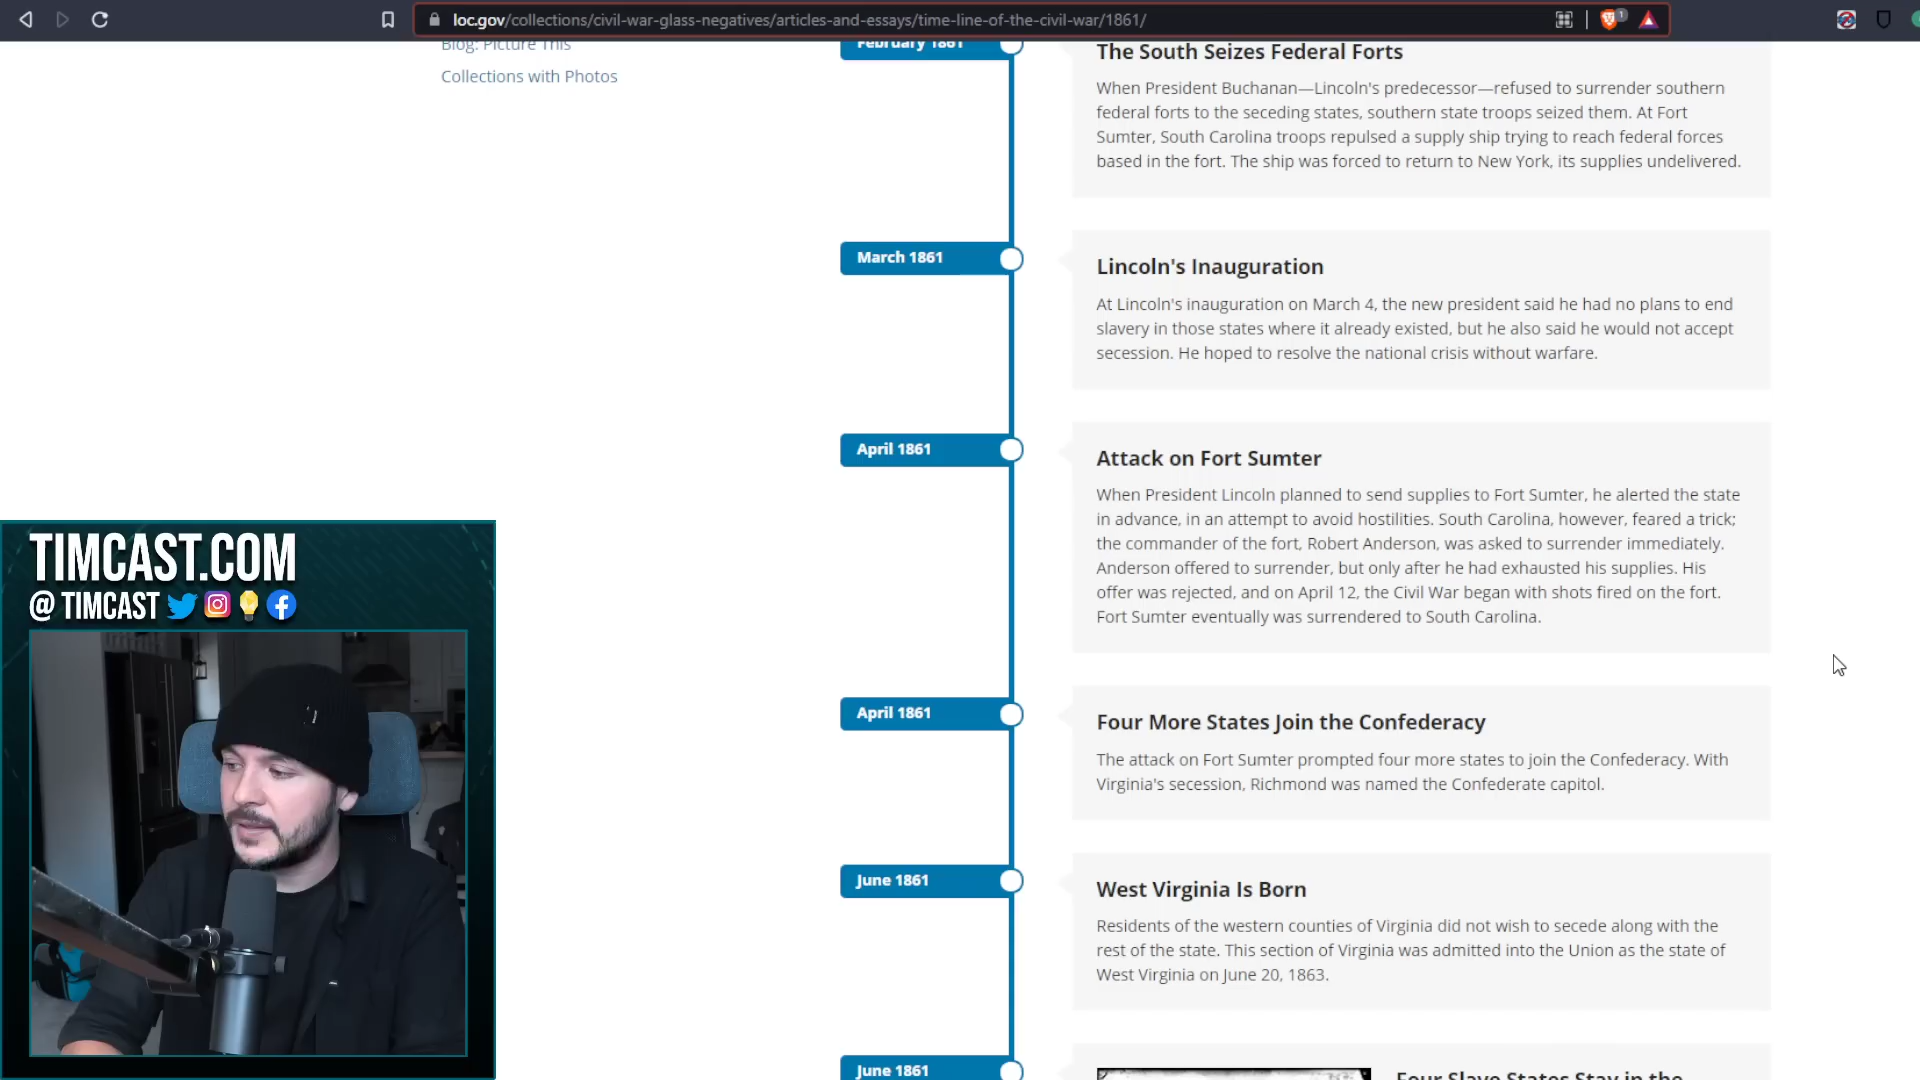 loc.gov/collections/civil-war-glass-negatives/articles-and-essays/time-line-of-the-civil-war/1861/
1
Blog: Picture This
Collections with Photos
February 1861
The South Seizes Federal Forts
When President Buchanan—Lincoln's predecessor—refused to surrender southern
federal forts to the seceding states, southern state troops seized them. At Fort
Sumter, South Carolina troops repulsed a supply ship trying to reach federal forces
based in the fort. The ship was forced to return to New York, its supplies undelivered.
March 1861
Lincoln's Inauguration
At Lincoln's inauguration on March 4, the new president said he had no plans to end
slavery in those states where it already existed, but he also said he would not accept
secession. He hoped to resolve the national crisis without warfare.
April 1861
Attack on Fort Sumter
When President Lincoln planned to send supplies to Fort Sumter, he alerted the state
in advance, in an attempt to avoid hostilities. South Carolina, however, feared a trick;
the commander of the fort, Robert Anderson, was asked to surrender immediately.
Anderson offered to surrender, but only after he had exhausted his supplies. His
offer was rejected, and on April 12, the Civil War began with shots fired on the fort.
Fort Sumter eventually was surrendered to South Carolina.
April 1861
Four More States Join the Confederacy
The attack on Fort Sumter prompted four more states to join the Confederacy. With
Virginia's secession, Richmond was named the Confederate capitol.
June 1861
West Virginia Is Born
Residents of the western counties of Virginia did not wish to secede along with the
rest of the state. This section of Virginia was admitted into the Union as the state of
West Virginia on June 20, 1863.
June 1861
Four Slave States Stay in the
TIMCAST.COM
@ TIMCAST